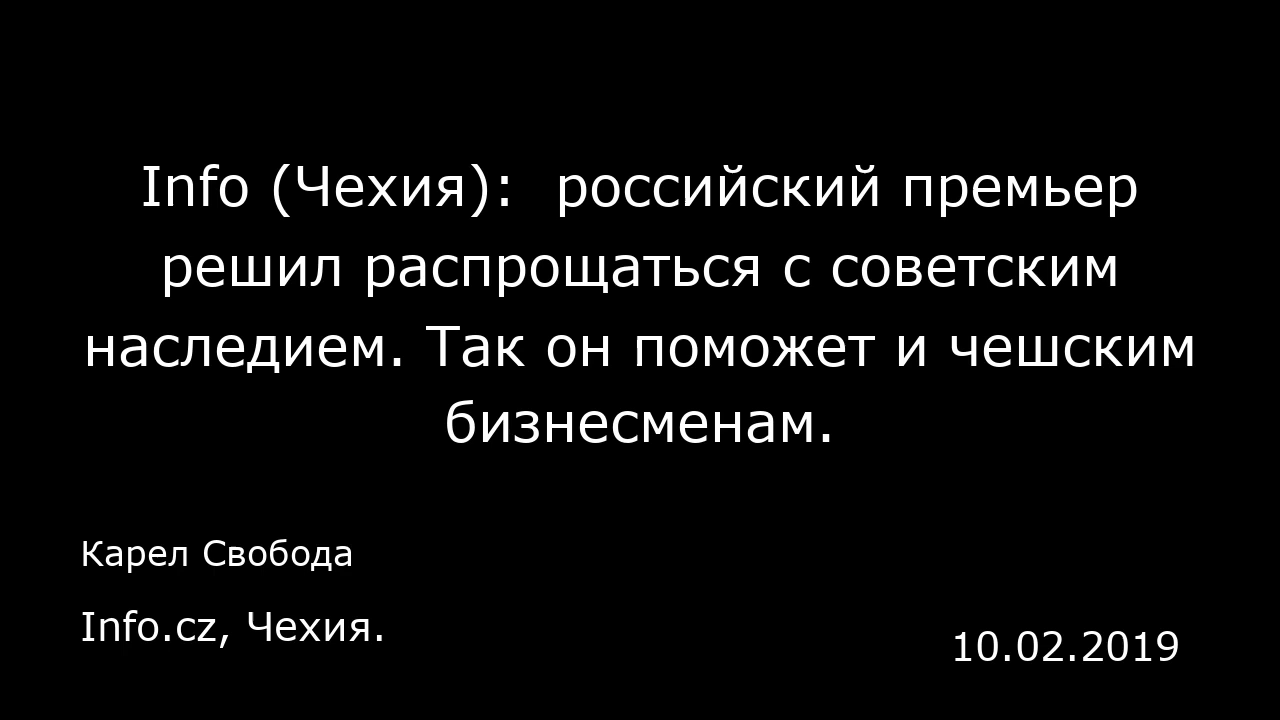 Info (Чехия):  российский премьер
решил распрощаться с советским
наследием. Так он поможет и чешским
бизнесменам.
Карел Свобода
Info.cz, Чехия.
10.02.2019